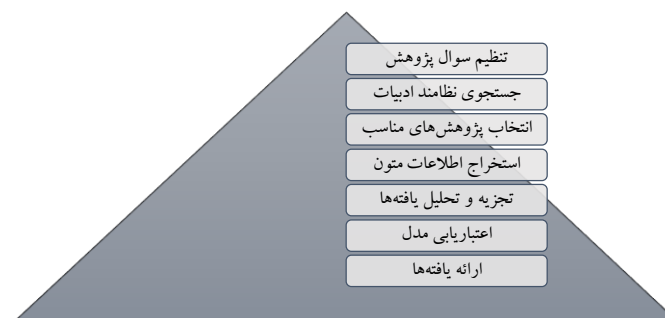 تنظیم سوال پژوهش
جستجوی نظامند ادبیات
انتخاب پژوهش‌های مناسب
استخراج اطلاعات متون
تجزیه و تحلیل یافته‌ها
اعتباریابی مدل
ارائه یافته‌ها